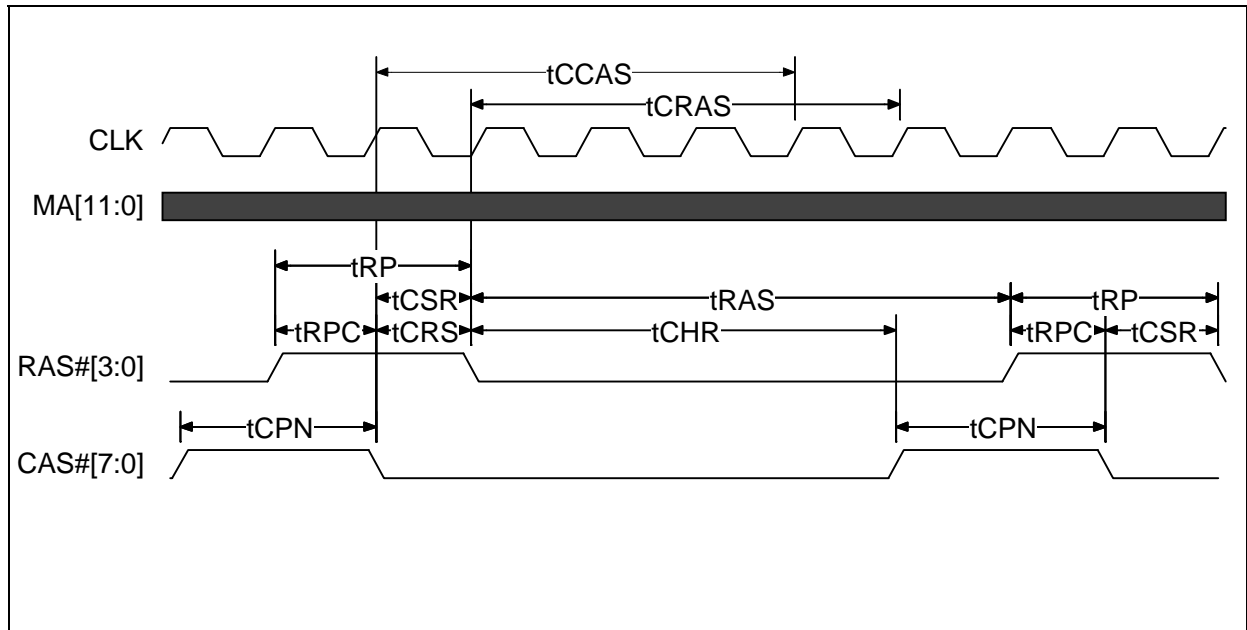 tCCAS
tCRAS
CLK
MA[11:0]
tRP
tCSR tRAS tRP
tRPC tCRS tCHR tRPC tCSR
RAS#[3:0]
tCPN tCPN
CAS#[7:0]